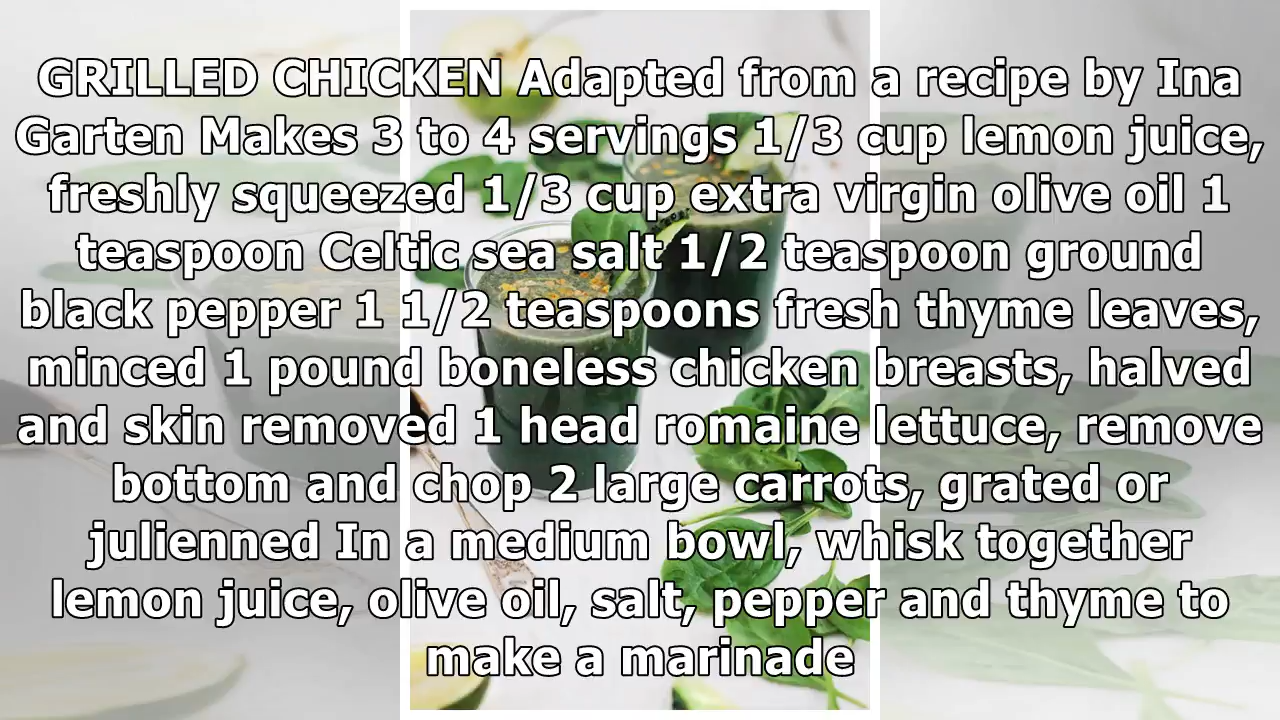 GRILLED CHICKEN Adapted from a recipe by Ina
Garten Makes 3 to 4 servings 1/3 cup lemon juice,
freshly squeezed 1/3 cup extra virgin olive oil 1
teaspoon Celtic sea salt 1/2 teaspoon ground
black pepper 1 1/2 teaspoons fresh thyme leaves,
minced 1 pound boneless chicken breasts, halved
and skin removed 1 head romaine lettuce, remove
bottom and chop 2 large carrots, grated or
julienned In a medium bowl, whisk together
lemon juice, olive oil, salt, pepper and thyme to
make a marinade